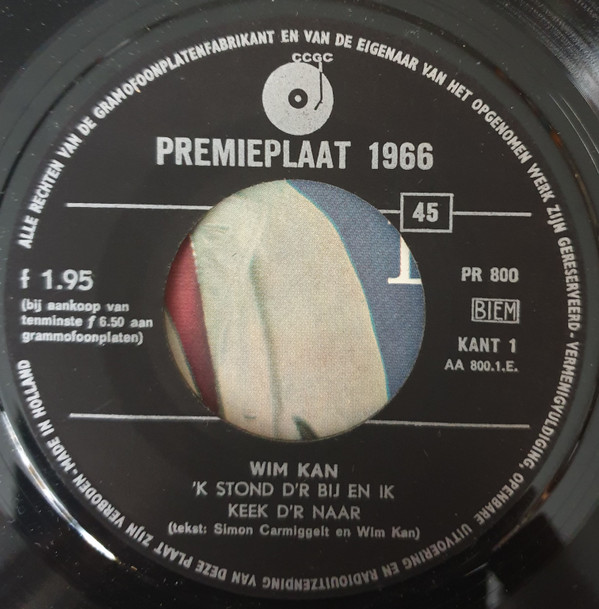 ALLE RECHTEN VAN DE GRAMOFOONPLATENFABRIKANT EN VAN DE EIGENAAR VAN HET OPGENOMEN WERK ZIJN GERESERVEERD - VERMENIGVULDIGING, OPENBARE UITVOERING EN RADIOUITZENDING VAN DEZE PLAAT ZIJN VERBODEN - MADE IN HOLLAND
CCGC
PREMIEPLAAT 1966
45
f 1.95
(bij aankoop van
tenminste f 6.50 aan
grammofoonplaten)
PR 800
BIEM
KANT 1
AA 800.1.E.
WIM KAN
'K STOND D'R BIJ EN IK
KEEK D'R NAAR
(tekst: Simon Carmiggelt en Wim Kan)